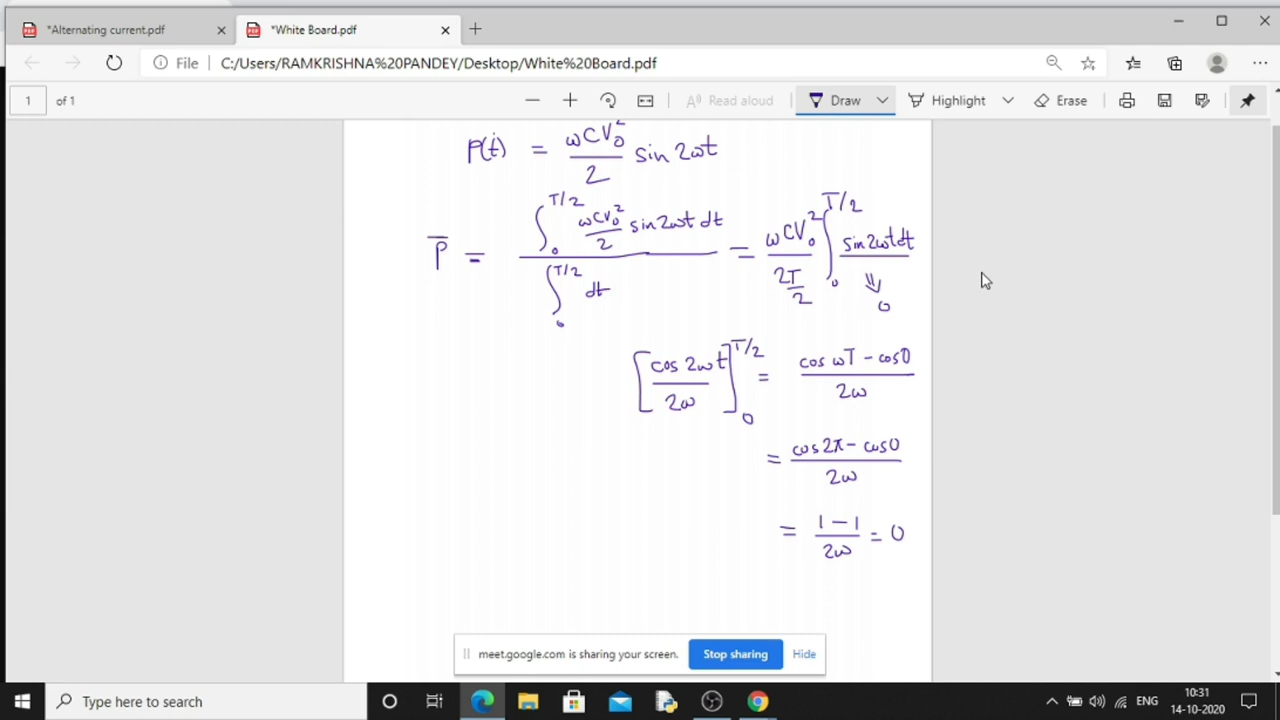 *Alternating current.pdf
*White Board.pdf
File C:/Users/RAMKRISHNA%20PANDEY/Desktop/White%20Board.pdf
1 of 1
Read aloud
Draw
Highlight
Erase
P(t) = ωCV₀²/2 sin 2ωt
P̄ = ∫₀^T/2 ωCV₀²/2 sin2ωt dt / ∫₀^T/2 dt = ωCV₀²/2T/2 ∫₀^T/2 sin2ωt dt ⇓ 0
[cos 2ωt/2ω]₀^T/2 = cos ωT - cos0/2ω
= cos2π - cos0/2ω
= 1-1/2ω = 0
meet.google.com is sharing your screen. Stop sharing Hide
Type here to search
ENG
10:31
14-10-2020